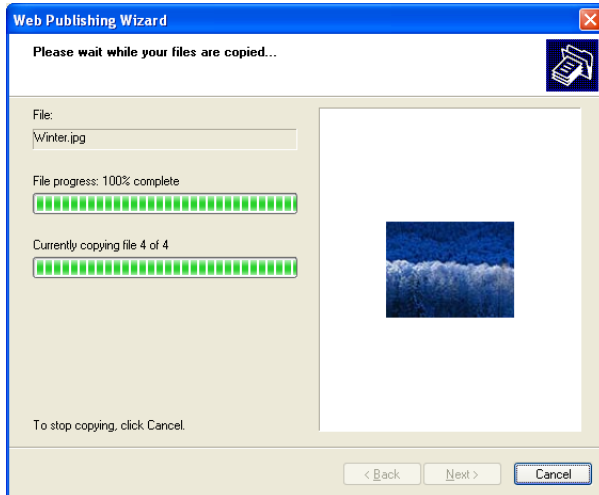 Web Publishing Wizard
Please wait while your files are copied...
File:
Winter.jpg
File progress: 100% complete
Currently copying file 4 of 4
To stop copying, click Cancel.
< Back
Next >
Cancel